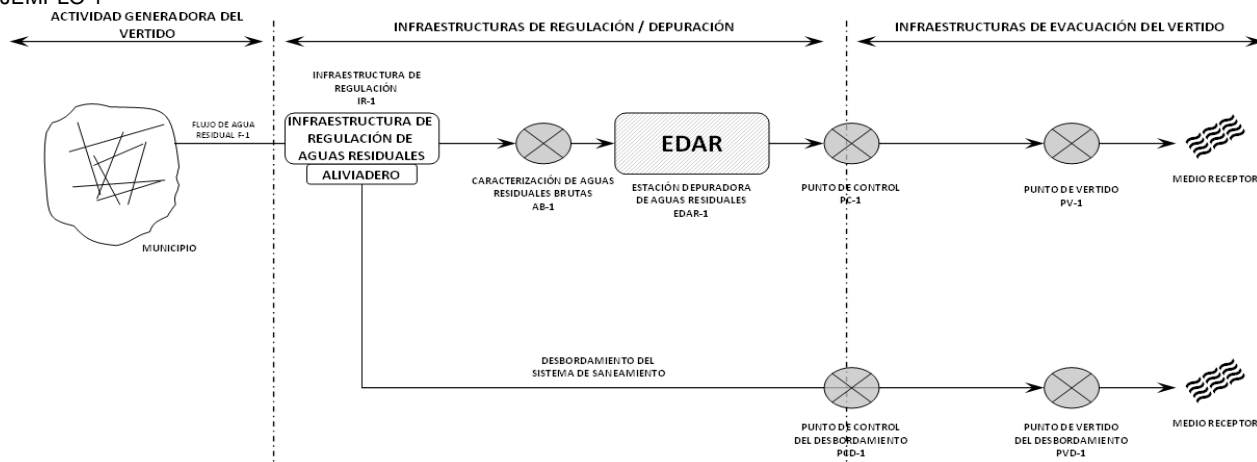 JEMPLO 1
ACTIVIDAD GENERADORA DEL
VERTIDO
INFRAESTRUCTURAS DE REGULACIÓN / DEPURACIÓN
INFRAESTRUCTURAS DE EVACUACIÓN DEL VERTIDO
INFRAESTRUCTURA DE
REGULACIÓN
IR-1
FLUJO DE AGUA
RESIDUAL F-1
INFRAESTRUCTURA DE
REGULACIÓN DE
AGUAS RESIDUALES
ALIVIADERO
EDAR
CARACTERIZACIÓN DE AGUAS
RESIDUALES BRUTAS
AB-1
ESTACIÓN DEPURADORA
DE AGUAS RESIDUALES
EDAR-1
PUNTO DE CONTROL
PC-1
PUNTO DE VERTIDO
PV-1
MEDIO RECEPTOR
MUNICIPIO
DESBORDAMIENTO DEL
SISTEMA DE SANEAMIENTO
PUNTO DE CONTROL
DEL DESBORDAMIENTO
PCD-1
PUNTO DE VERTIDO
DEL DESBORDAMIENTO
PVD-1
MEDIO RECEPTOR